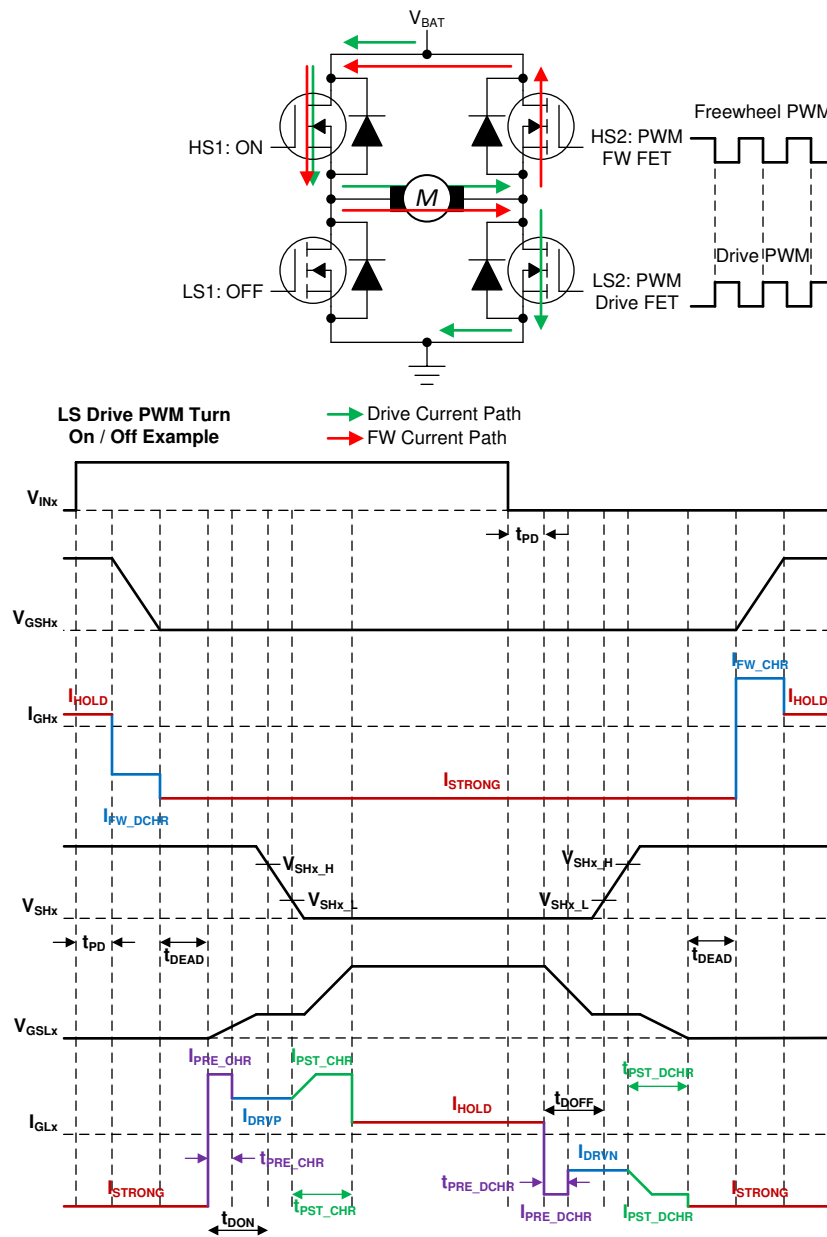 VBAT
Freewheel PWM
HS1: ON
HS2: PWM
FW FET
M
Drive PWM
LS1: OFF
LS2: PWM
Drive FET
LS Drive PWM Turn
On / Off Example
Drive Current Path
FW Current Path
VINx
tPD
VGSHx
IFW_CHR
IHOLD
IHOLD
IGHx
ISTRONG
IFW_DCHR
VSHx_H
VSHx_H
VSHx_L
VSHx_L
VSHx
tPD
tDEAD
tDEAD
VGSLx
IPRE_CHR
IPST_CHR
tPST_DCHR
IDRVP
IHOLD
tDOFF
IGLx
IDRVN
tPRE_CHR
tPRE_DCHR
ISTRONG
tPST_CHR
IPRE_DCHR
IPST_DCHR
ISTRONG
tDON